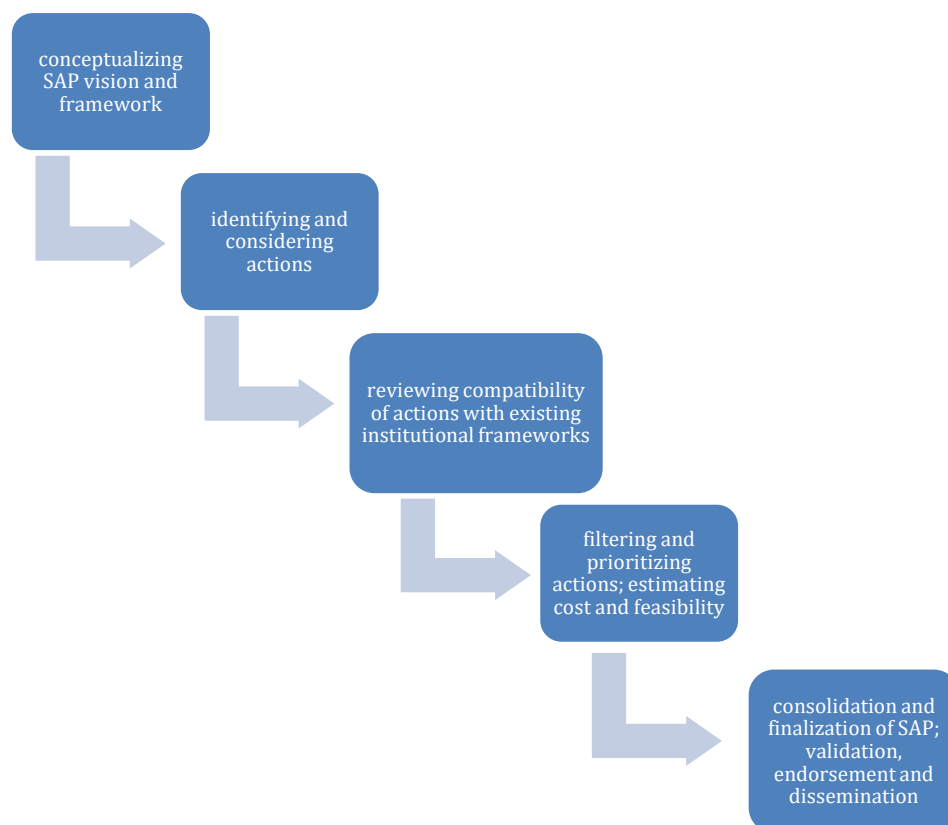 conceptualizing
SAP vision and
framework
identifying and
considering
actions
reviewing compatibility
of actions with existing
institutional frameworks
filtering and
prioritizing
actions; estimating
cost and feasibility
consolidation and
finalization of SAP;
validation,
endorsement and
dissemination